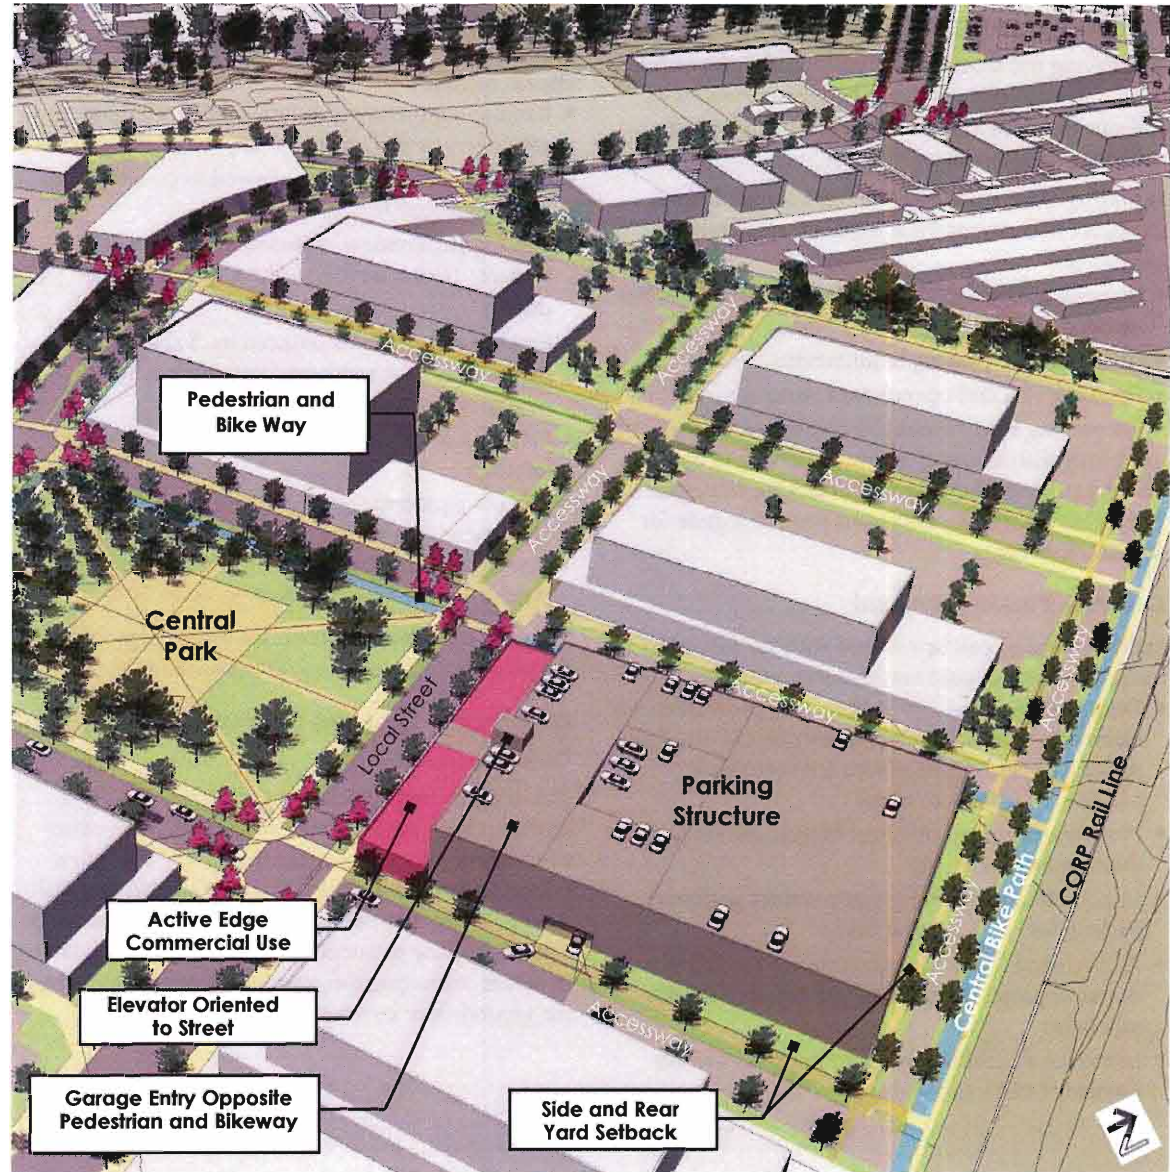 Accessway
Accessway
Pedestrian and
Bike Way
Accessway
Accessway
Central
Park
Accessway
Accessway
Local Street
Parking
Structure
CORP Rail Line
Active Edge
Commercial Use
Accessway
Central Bike Path
Elevator Oriented
to Street
Accessway
Garage Entry Opposite
Pedestrian and Bikeway
Side and Rear
Yard Setback
N